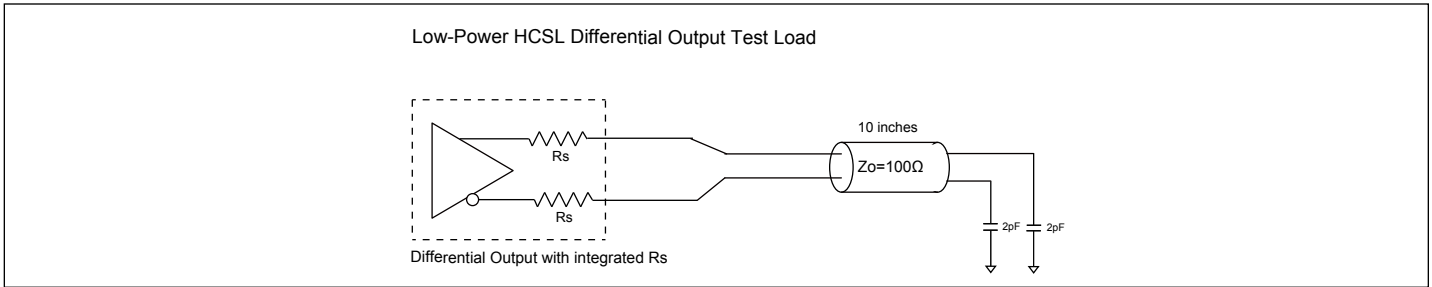 Low-Power HCSL Differential Output Test Load
10 inches
Rs
Zo=100Ω
Rs
2pF 2pF
Differential Output with integrated Rs